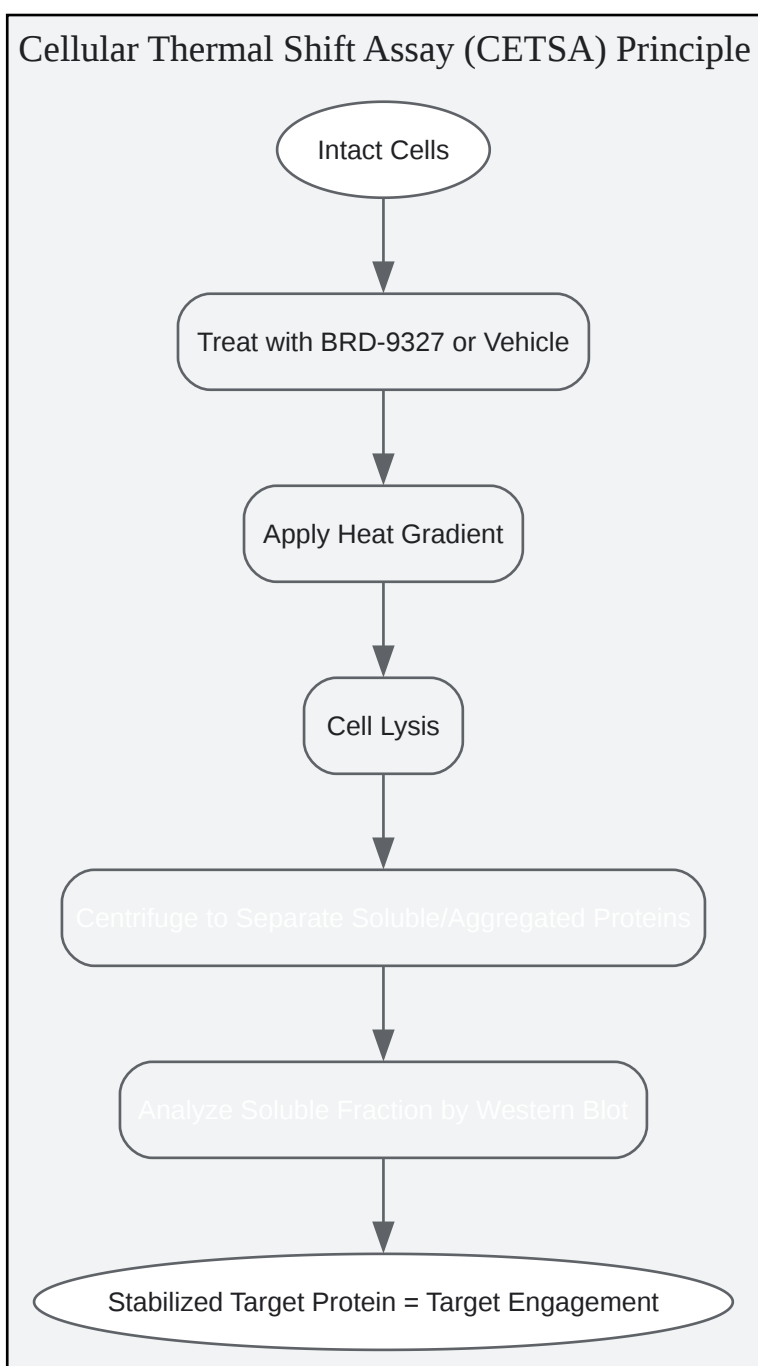 Cellular Thermal Shift Assay (CETSA) Principle
Intact Cells
Treat with BRD-9327 or Vehicle
Apply Heat Gradient
Cell Lysis
Centrifuge to Separate Soluble/Aggregated Proteins
Analyze Soluble Fraction by Western Blot
Stabilized Target Protein = Target Engagement